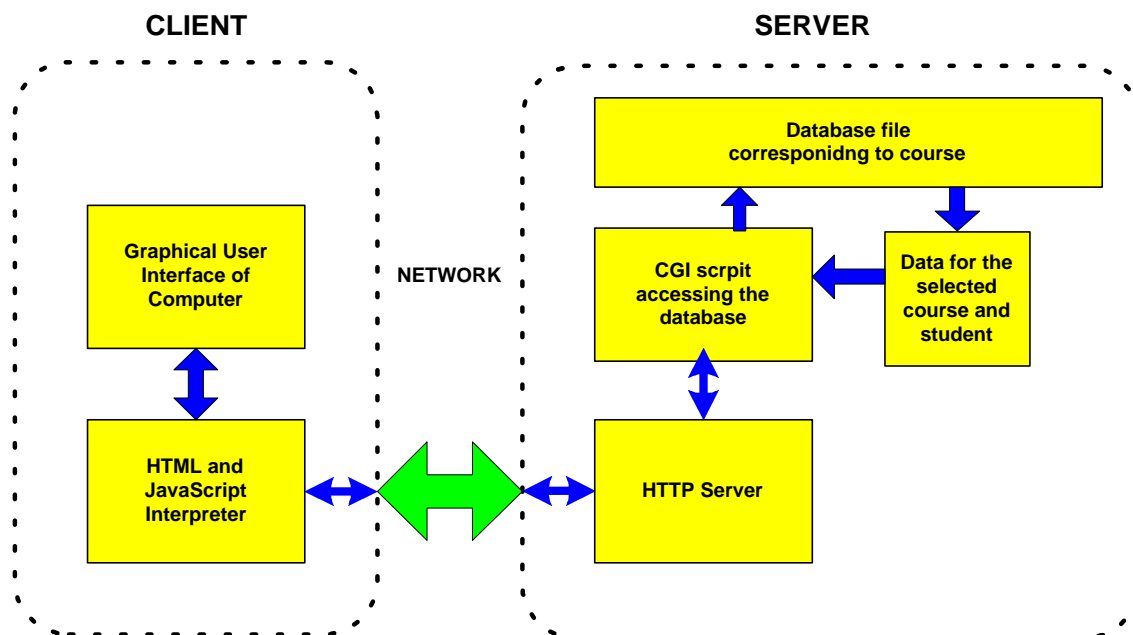 CLIENT
SERVER
Database file
corresponidng to course
Graphical User
Interface of
Computer
NETWORK
CGI scrpit
accessing the
database
Data for the
selected
course and
student
HTML and
JavaScript
Interpreter
HTTP Server